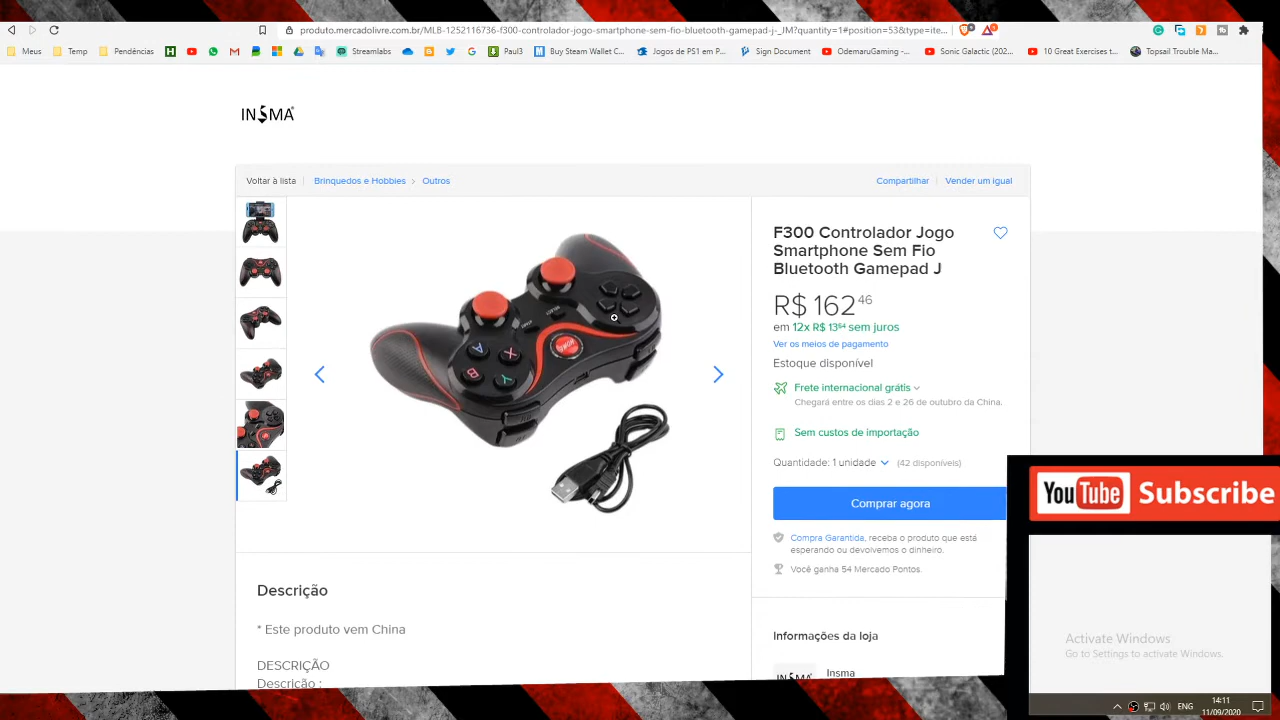 produto.mercadolivre.com.br/MLB-1252116736-f300-controlador-jogo-smartphone-sem-fio-bluetooth-gamepad-j-_JM?quantity=1#position=53&type=ite...
Meus
Temp
Pendências
Streamlabs
Paul3
Buy Steam Wallet C...
Jogos de PS1 em P...
Sign Document
OdemaruGaming -...
Sonic Galactic (202...
10 Great Exercises t...
Topsail Trouble Ma...
INSMA
Voltar à lista
Brinquedos e Hobbies > Outros
Compartilhar
Vender um igual
F300 Controlador Jogo
Smartphone Sem Fio
Bluetooth Gamepad J
R$ 162 46
em 12x R$ 13 54 sem juros
Ver os meios de pagamento
Estoque disponível
Frete internacional grátis
Chegará entre os dias 2 e 26 de outubro da China.
Sem custos de importação
Quantidade: 1 unidade (42 disponíveis)
Comprar agora
Compra Garantida, receba o produto que está
esperando ou devolvemos o dinheiro.
Você ganha 54 Mercado Pontos.
Informações da loja
INSMA
Insma
A
X
B
Y
Descrição
* Este produto vem China
DESCRIÇÃO
Descrição :
YouTube Subscribe
Activate Windows
Go to Settings to activate Windows.
ENG
14:11
11/09/2020